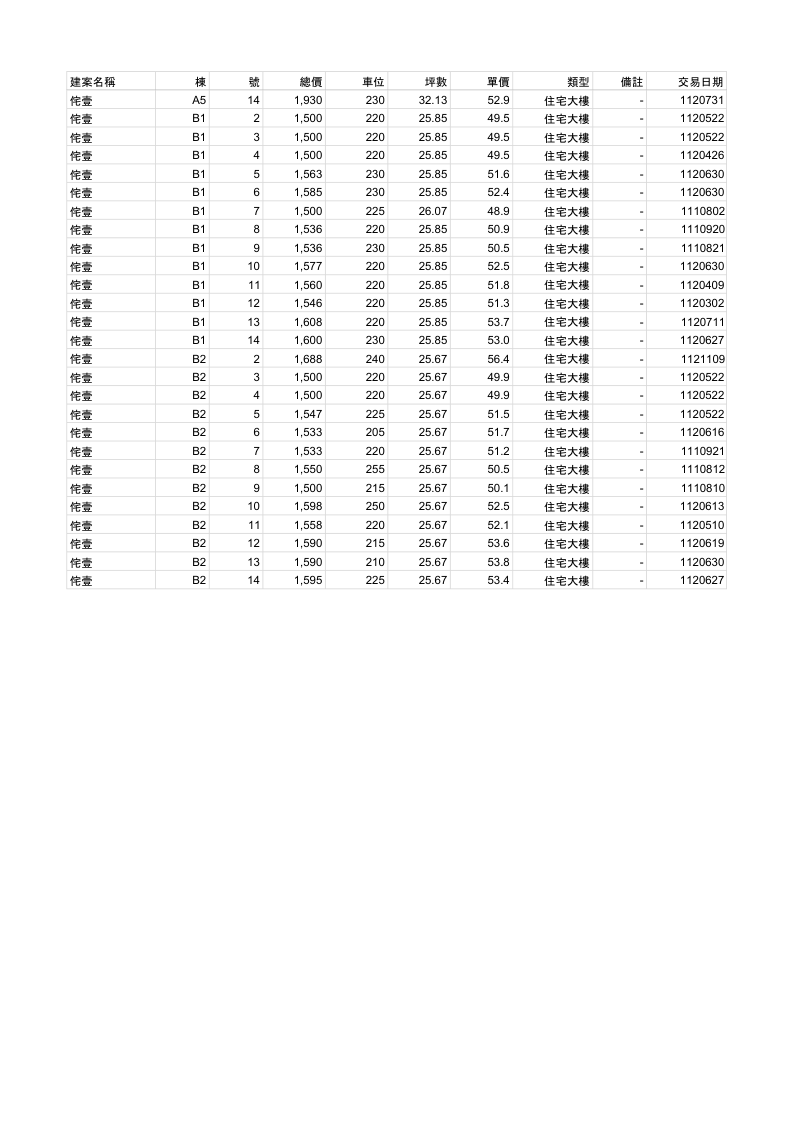 建案名稱 棟 號 總價 車位 坪數 單價 類型 備註 交易日期
侘壹 A5 14 1,930 230 32.13 52.9 住宅大樓 - 1120731
侘壹 B1 2 1,500 220 25.85 49.5 住宅大樓 - 1120522
侘壹 B1 3 1,500 220 25.85 49.5 住宅大樓 - 1120522
侘壹 B1 4 1,500 220 25.85 49.5 住宅大樓 - 1120426
侘壹 B1 5 1,563 230 25.85 51.6 住宅大樓 - 1120630
侘壹 B1 6 1,585 230 25.85 52.4 住宅大樓 - 1120630
侘壹 B1 7 1,500 225 26.07 48.9 住宅大樓 - 1110802
侘壹 B1 8 1,536 220 25.85 50.9 住宅大樓 - 1110920
侘壹 B1 9 1,536 230 25.85 50.5 住宅大樓 - 1110821
侘壹 B1 10 1,577 220 25.85 52.5 住宅大樓 - 1120630
侘壹 B1 11 1,560 220 25.85 51.8 住宅大樓 - 1120409
侘壹 B1 12 1,546 220 25.85 51.3 住宅大樓 - 1120302
侘壹 B1 13 1,608 220 25.85 53.7 住宅大樓 - 1120711
侘壹 B1 14 1,600 230 25.85 53.0 住宅大樓 - 1120627
侘壹 B2 2 1,688 240 25.67 56.4 住宅大樓 - 1121109
侘壹 B2 3 1,500 220 25.67 49.9 住宅大樓 - 1120522
侘壹 B2 4 1,500 220 25.67 49.9 住宅大樓 - 1120522
侘壹 B2 5 1,547 225 25.67 51.5 住宅大樓 - 1120522
侘壹 B2 6 1,533 205 25.67 51.7 住宅大樓 - 1120616
侘壹 B2 7 1,533 220 25.67 51.2 住宅大樓 - 1110921
侘壹 B2 8 1,550 255 25.67 50.5 住宅大樓 - 1110812
侘壹 B2 9 1,500 215 25.67 50.1 住宅大樓 - 1110810
侘壹 B2 10 1,598 250 25.67 52.5 住宅大樓 - 1120613
侘壹 B2 11 1,558 220 25.67 52.1 住宅大樓 - 1120510
侘壹 B2 12 1,590 215 25.67 53.6 住宅大樓 - 1120619
侘壹 B2 13 1,590 210 25.67 53.8 住宅大樓 - 1120630
侘壹 B2 14 1,595 225 25.67 53.4 住宅大樓 - 1120627